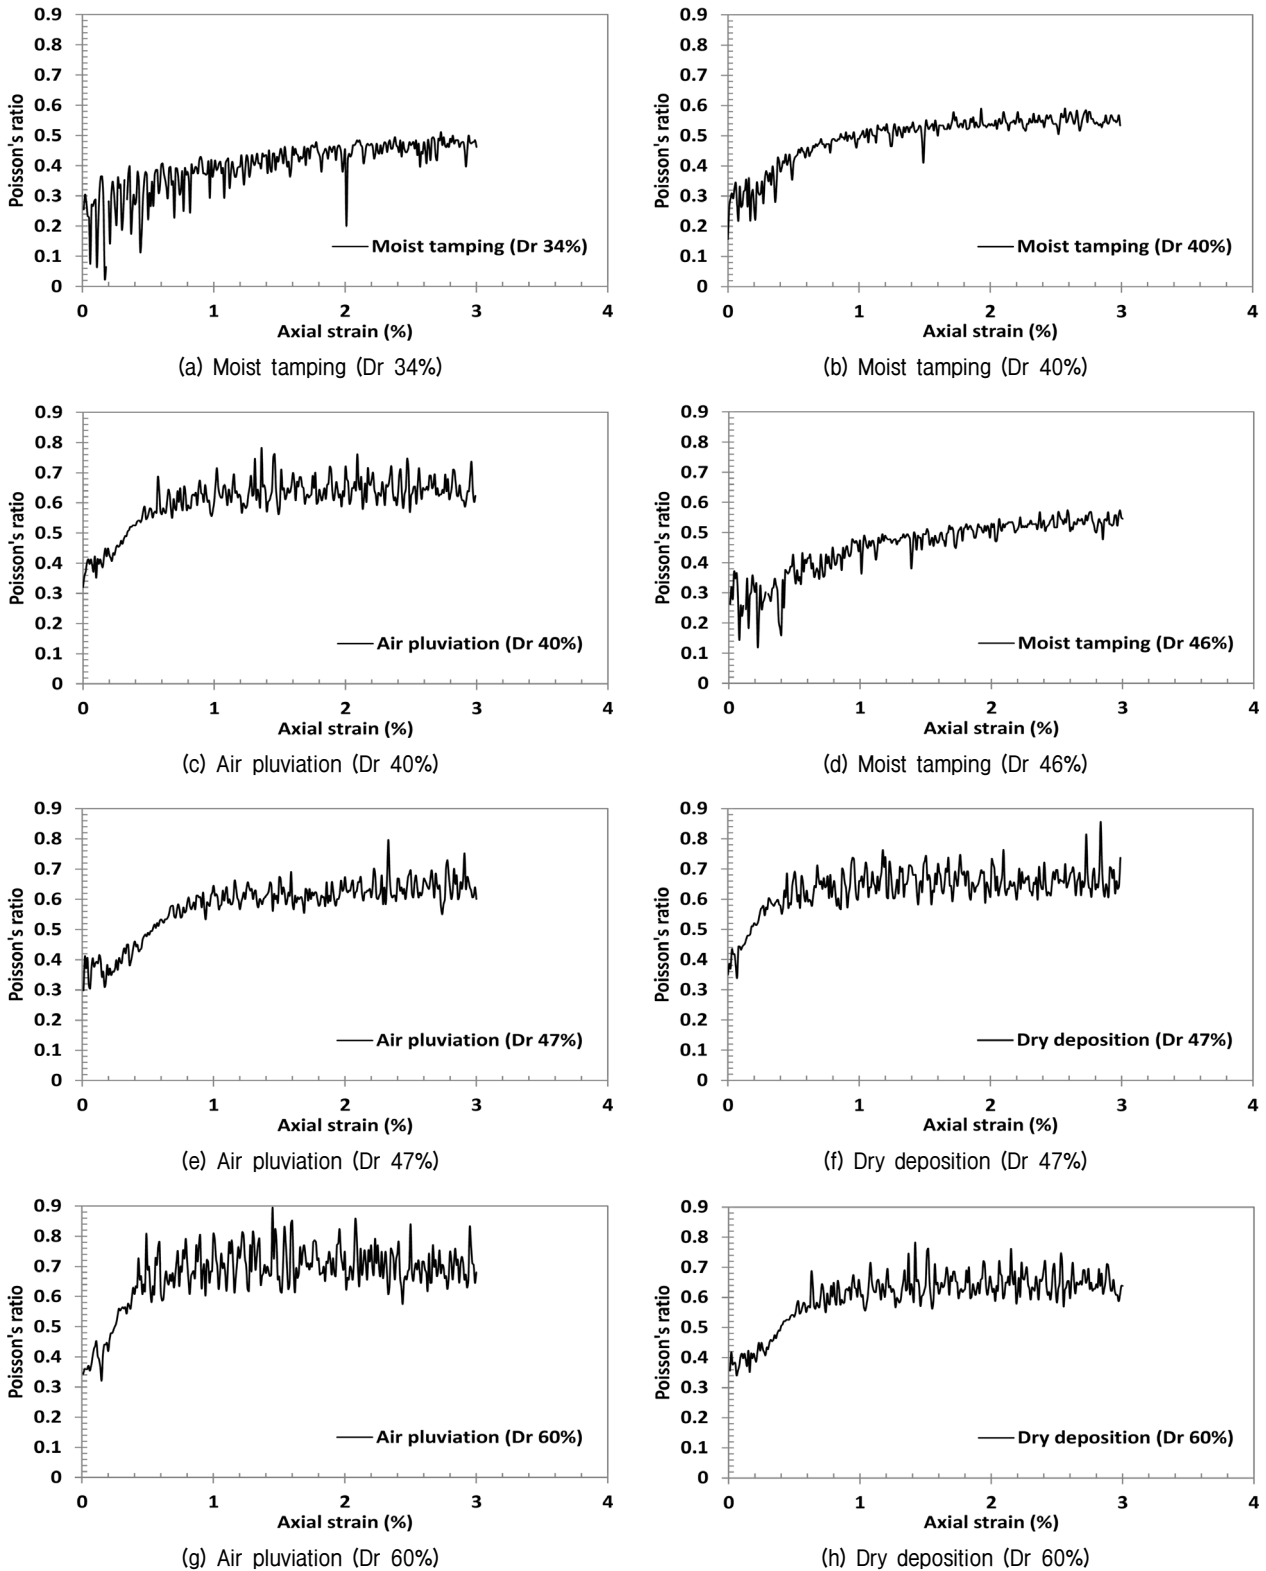 0.9
0.8
0.7
0.6
0.5
0.4
0.3
0.2
0.1
0
Poisson's ratio
Moist tamping (Dr 34%)
0 1 2 3 4
Axial strain (%)
(a) Moist tamping (Dr 34%)
0.9
0.8
0.7
0.6
0.5
0.4
0.3
0.2
0.1
0
Poisson's ratio
Moist tamping (Dr 40%)
0 1 2 3 4
Axial strain (%)
(b) Moist tamping (Dr 40%)
0.9
0.8
0.7
0.6
0.5
0.4
0.3
0.2
0.1
0
Poisson's ratio
Air pluviation (Dr 40%)
0 1 2 3 4
Axial strain (%)
(c) Air pluviation (Dr 40%)
0.9
0.8
0.7
0.6
0.5
0.4
0.3
0.2
0.1
0
Poisson's ratio
Moist tamping (Dr 46%)
0 1 2 3 4
Axial strain (%)
(d) Moist tamping (Dr 46%)
0.9
0.8
0.7
0.6
0.5
0.4
0.3
0.2
0.1
0
Poisson's ratio
Air pluviation (Dr 47%)
0 1 2 3 4
Axial strain (%)
(e) Air pluviation (Dr 47%)
0.9
0.8
0.7
0.6
0.5
0.4
0.3
0.2
0.1
0
Poisson's ratio
Dry deposition (Dr 47%)
0 1 2 3 4
Axial strain (%)
(f) Dry deposition (Dr 47%)
0.9
0.8
0.7
0.6
0.5
0.4
0.3
0.2
0.1
0
Poisson's ratio
Air pluviation (Dr 60%)
0 1 2 3 4
Axial strain (%)
(g) Air pluviation (Dr 60%)
0.9
0.8
0.7
0.6
0.5
0.4
0.3
0.2
0.1
0
Poisson's ratio
Dry deposition (Dr 60%)
0 1 2 3 4
Axial strain (%)
(h) Dry deposition (Dr 60%)